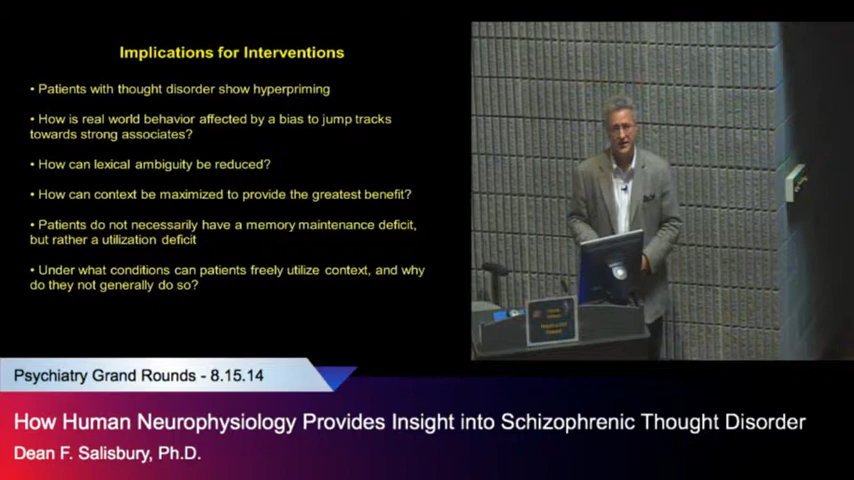 Implications for Interventions
• Patients with thought disorder show hyperpriming
• How is real world behavior affected by a bias to jump tracks
towards strong associates?
• How can lexical ambiguity be reduced?
• How can context be maximized to provide the greatest benefit?
• Patients do not necessarily have a memory maintenance deficit,
but rather a utilization deficit
• Under what conditions can patients freely utilize context, and why
do they not generally do so?
Psychiatry Grand Rounds - 8.15.14
How Human Neurophysiology Provides Insight into Schizophrenic Thought Disorder
Dean F. Salisbury, Ph.D.